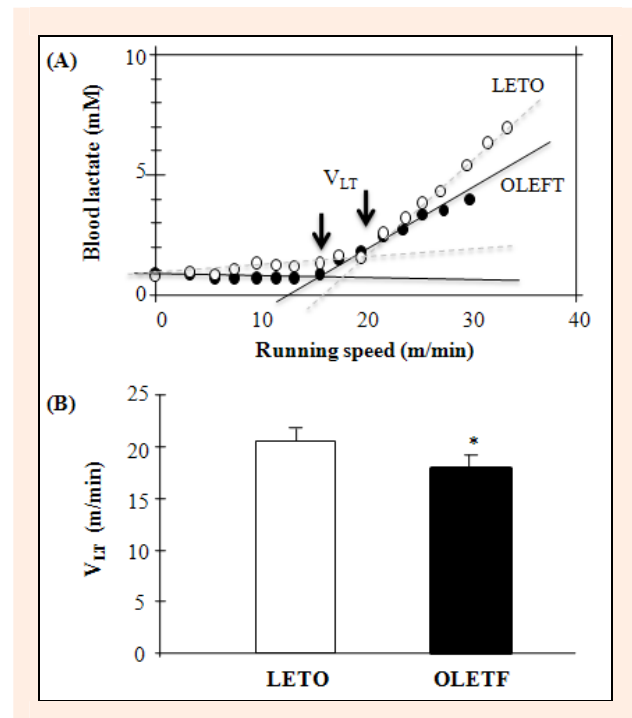 (A)
10
5
0
Blood lactate (mM)
LETO
OLEFT
VLT
0 10 20 30 40
Running speed (m/min)
(B)
25
20
15
10
5
0
VLT (m/min)
*
LETO OLETF